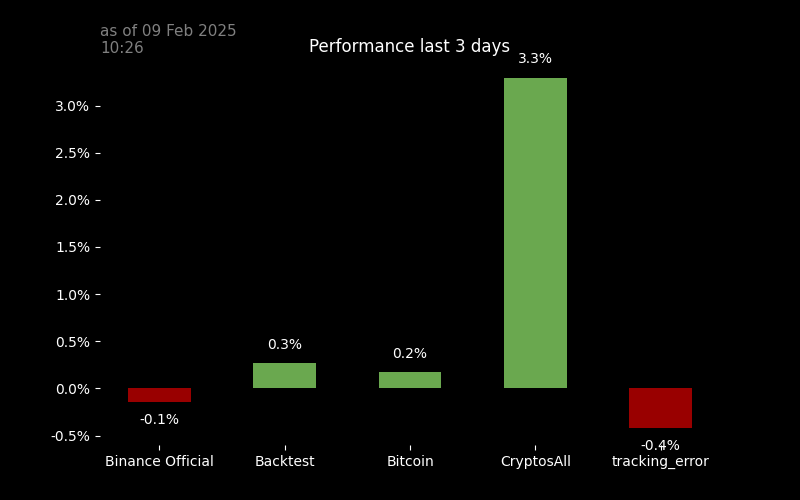 as of 09 Feb 2025
10:26
Performance last 3 days
3.3%
3.0%
2.5%
2.0%
1.5%
1.0%
0.5%
0.3%
0.2%
0.0%
-0.1%
-0.5%
-0.4%
Binance Official
Backtest
Bitcoin
CryptosAll
tracking_error